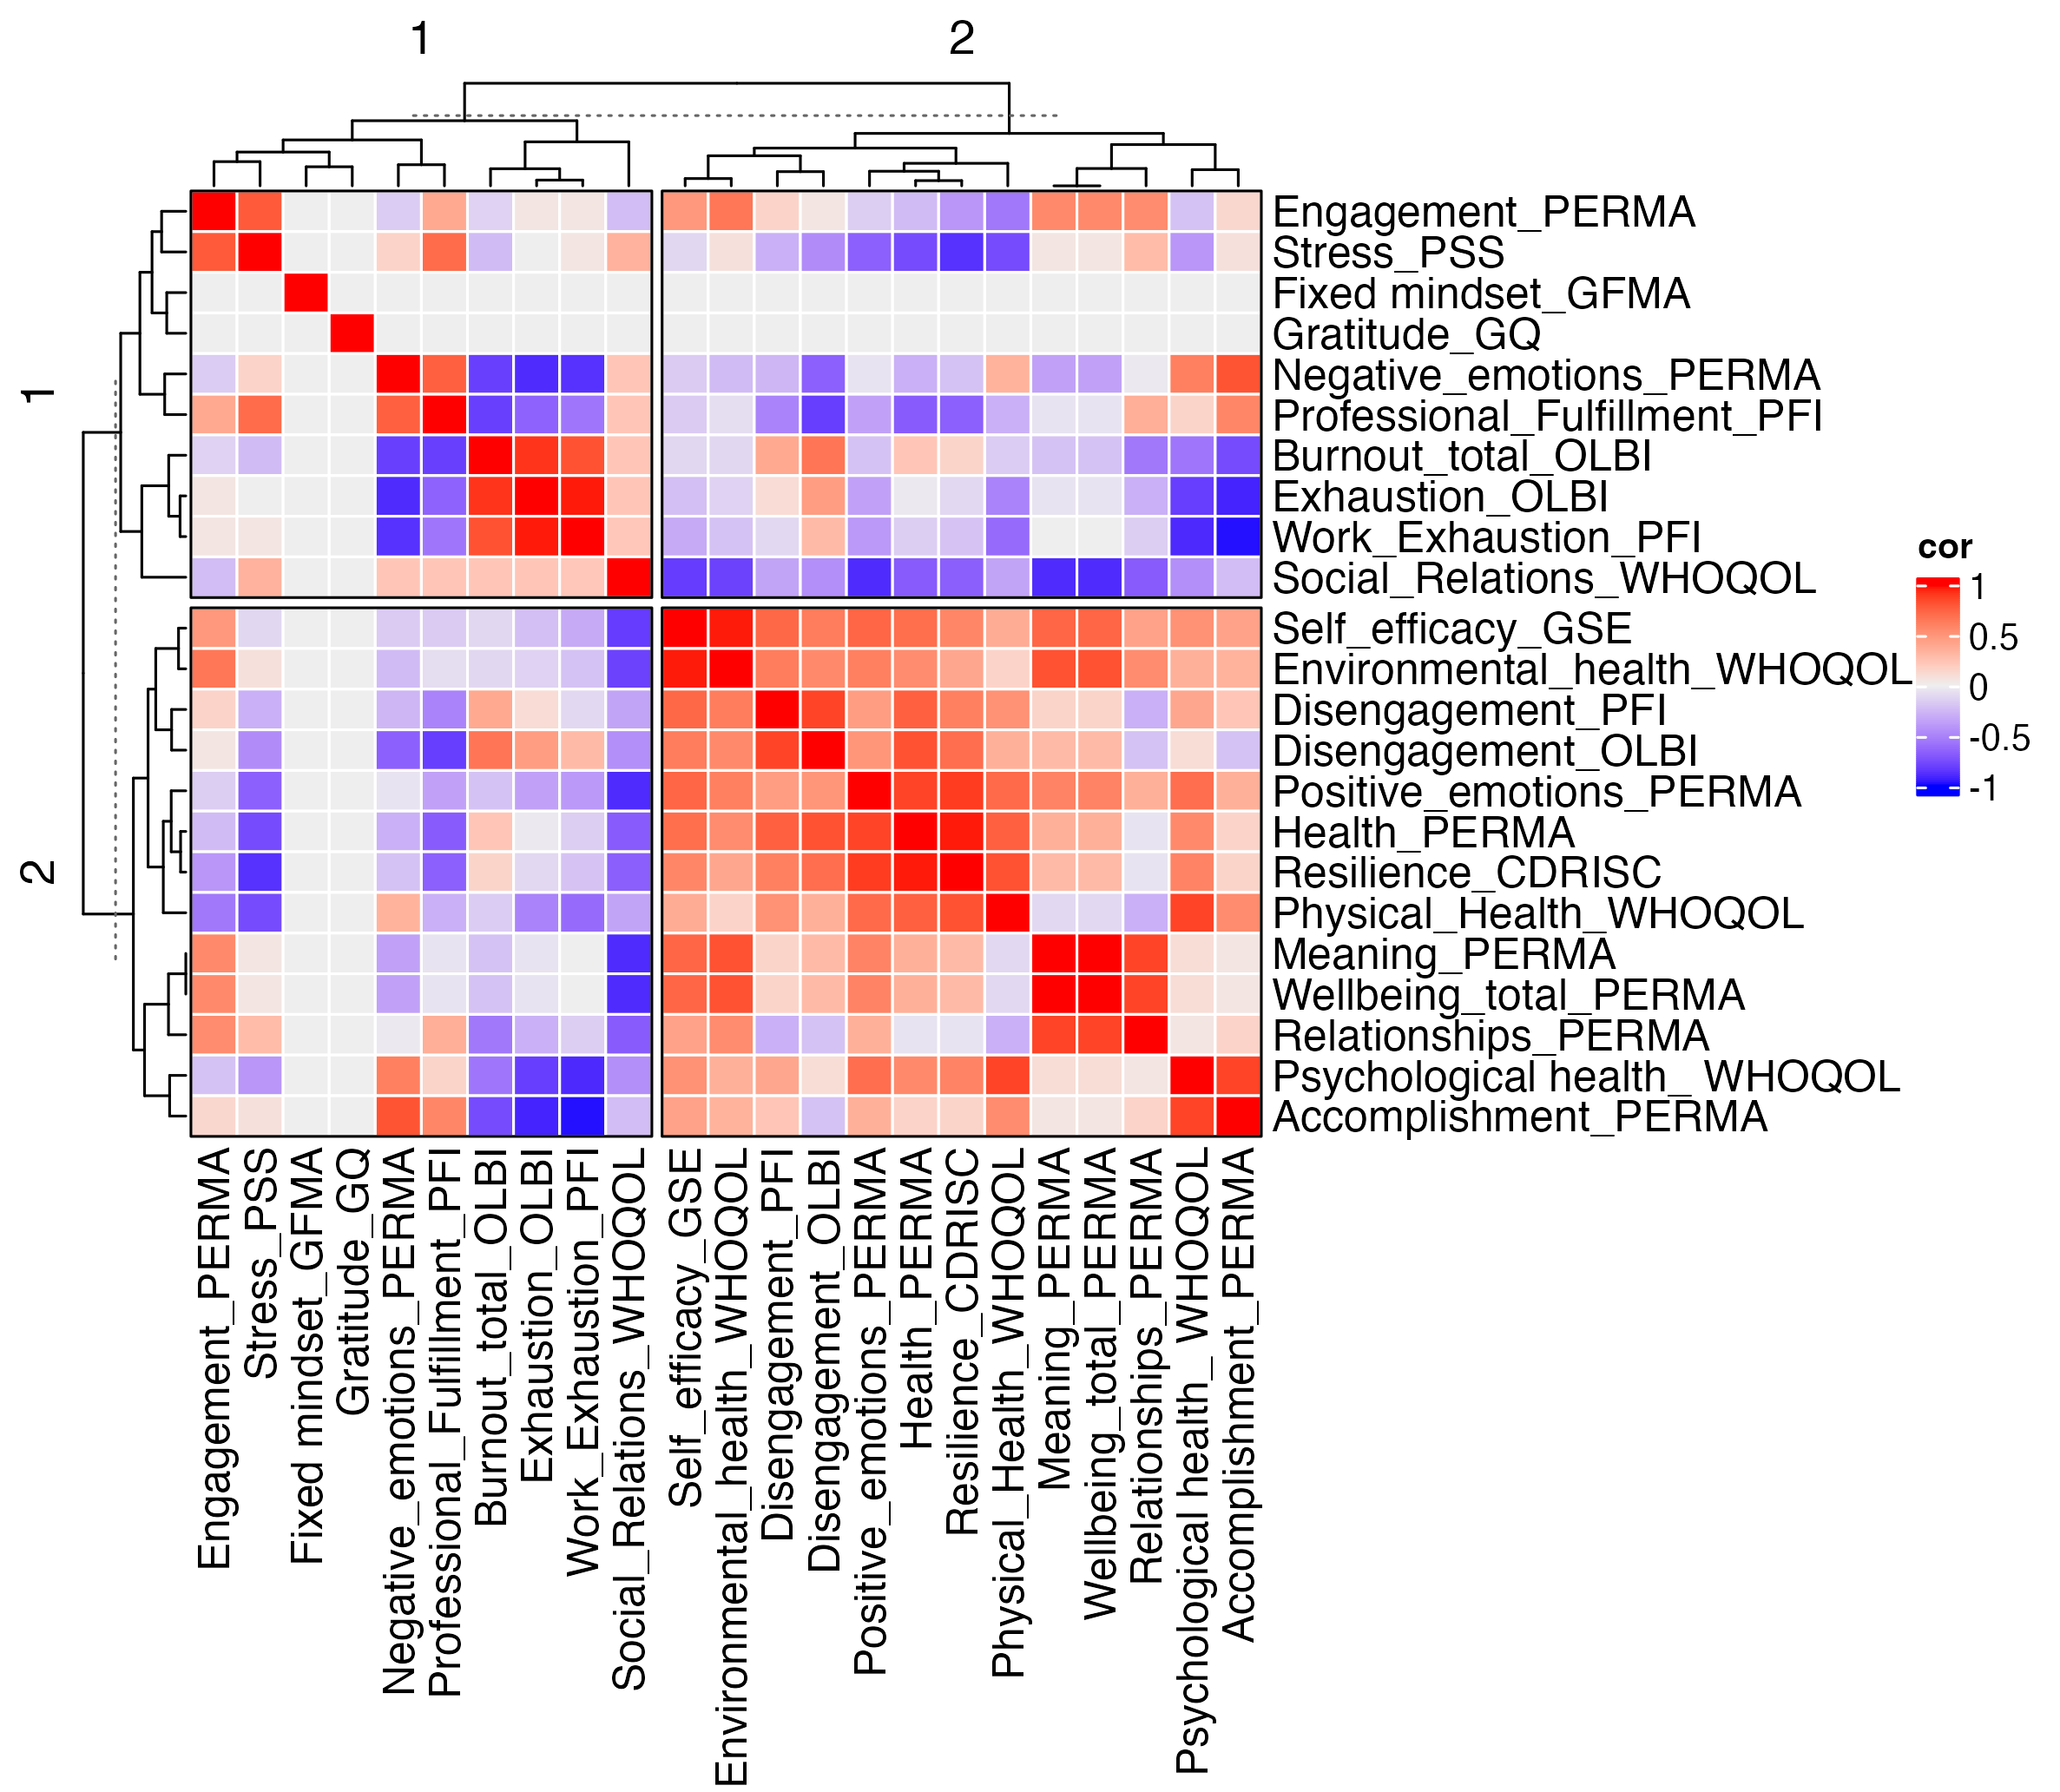 1
2
1
2
Engagement_PERMA
Stress_PSS
Fixed mindset_GFMA
Gratitude_GQ
Negative_emotions_PERMA
Professional_Fulfillment_PFI
Burnout_total_OLBI
Exhaustion_OLBI
Work_Exhaustion_PFI
Social_Relations_WHOQOL
Self_efficacy_GSE
Environmental_health_WHOQOL
Disengagement_PFI
Disengagement_OLBI
Positive_emotions_PERMA
Health_PERMA
Resilience_CDRISC
Physical_Health_WHOQOL
Meaning_PERMA
Wellbeing_total_PERMA
Relationships_PERMA
Psychological health_ WHOQOL
Accomplishment_PERMA
cor
1
0.5
0
-0.5
-1
Engagement_PERMA
Stress_PSS
Fixed mindset_GFMA
Gratitude_GQ
Negative_emotions_PERMA
Professional_Fulfillment_PFI
Burnout_total_OLBI
Exhaustion_OLBI
Work_Exhaustion_PFI
Social_Relations_WHOQOL
Self_efficacy_GSE
Environmental_health_WHOQOL
Disengagement_PFI
Disengagement_OLBI
Positive_emotions_PERMA
Health_PERMA
Resilience_CDRISC
Physical_Health_WHOQOL
Meaning_PERMA
Wellbeing_total_PERMA
Relationships_PERMA
Psychological health_ WHOQOL
Accomplishment_PERMA